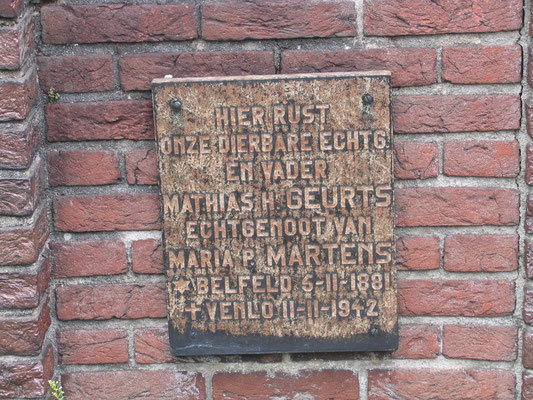 HIER RUST
ONZE DIERBARE ECHTG.
EN VADER
MATHIAS H. GEURTS
ECHTGENOOT VAN
MARIA P. MARTENS
* BELFELD 5-11-1881
+ VENLO 11-11-1942